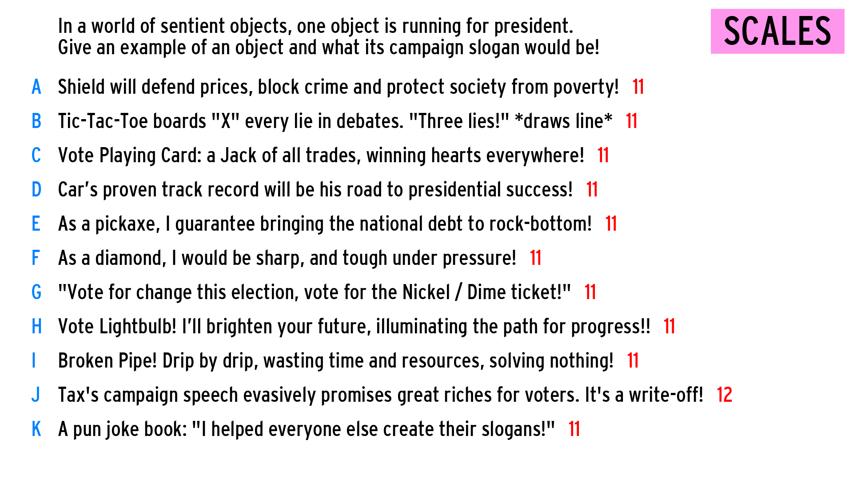 In a world of sentient objects, one object is running for president.
Give an example of an object and what its campaign slogan would be!
SCALES
A Shield will defend prices, block crime and protect society from poverty! 11
B Tic-Tac-Toe boards "X" every lie in debates. "Three lies!" *draws line* 11
C Vote Playing Card: a Jack of all trades, winning hearts everywhere! 11
D Car's proven track record will be his road to presidential success! 11
E As a pickaxe, I guarantee bringing the national debt to rock-bottom! 11
F As a diamond, I would be sharp, and tough under pressure! 11
G "Vote for change this election, vote for the Nickel / Dime ticket!" 11
H Vote Lightbulb! I'll brighten your future, illuminating the path for progress!! 11
I Broken Pipe! Drip by drip, wasting time and resources, solving nothing! 11
J Tax's campaign speech evasively promises great riches for voters. It's a write-off! 12
K A pun joke book: "I helped everyone else create their slogans!" 11